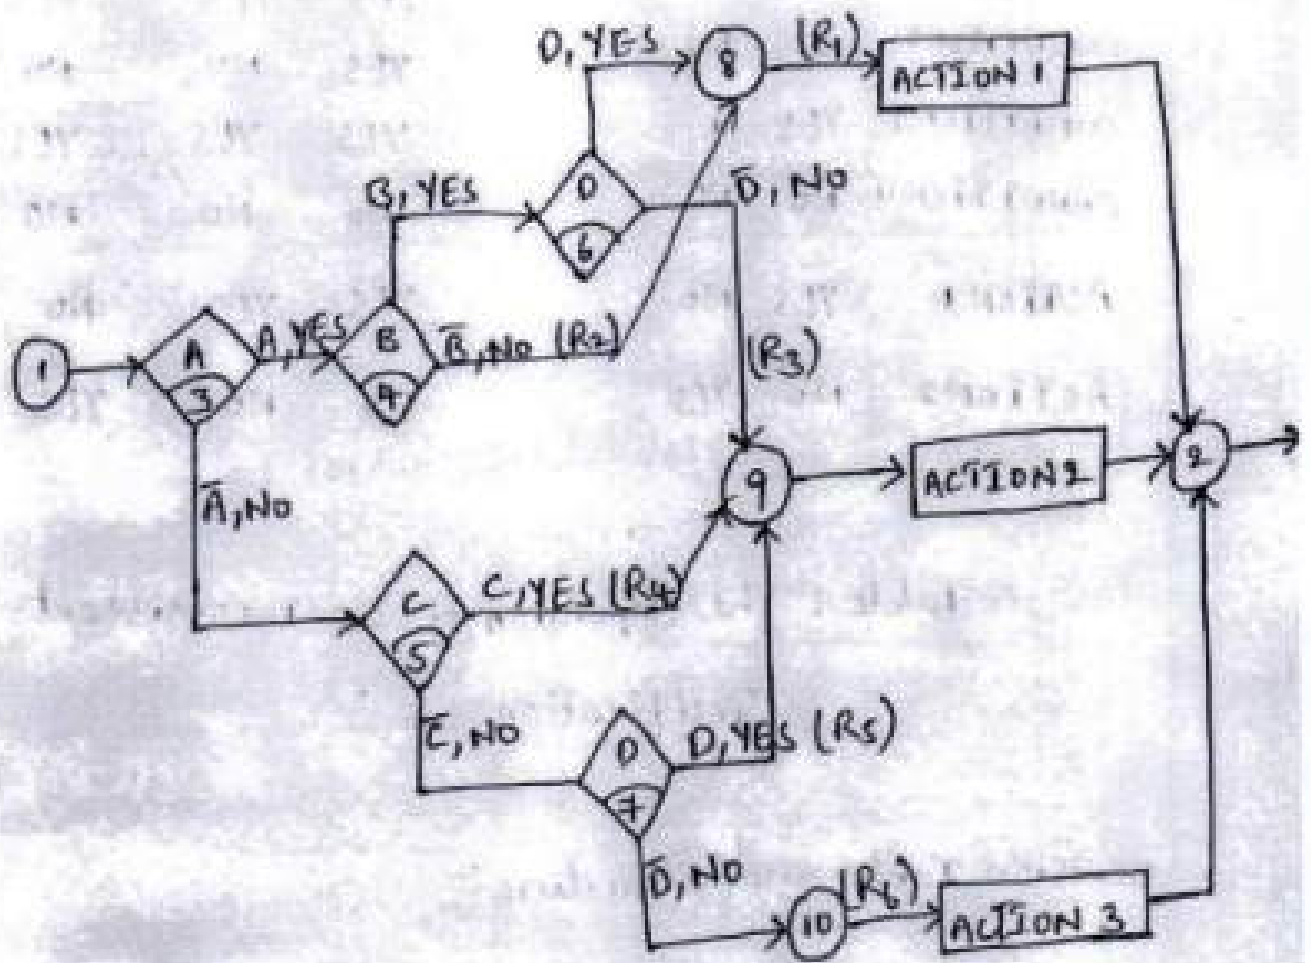 D, YES
8
(R1)
ACTION 1
B, YES
D
6
D̅, NO
1
A
3
A, YES
B
4
B̅, NO (R2)
(R3)
A̅, NO
9
ACTION 2
2
C
5
C, YES (R4)
C̅, NO
D
7
D, YES (R5)
D̅, NO
10
(R6)
ACTION 3